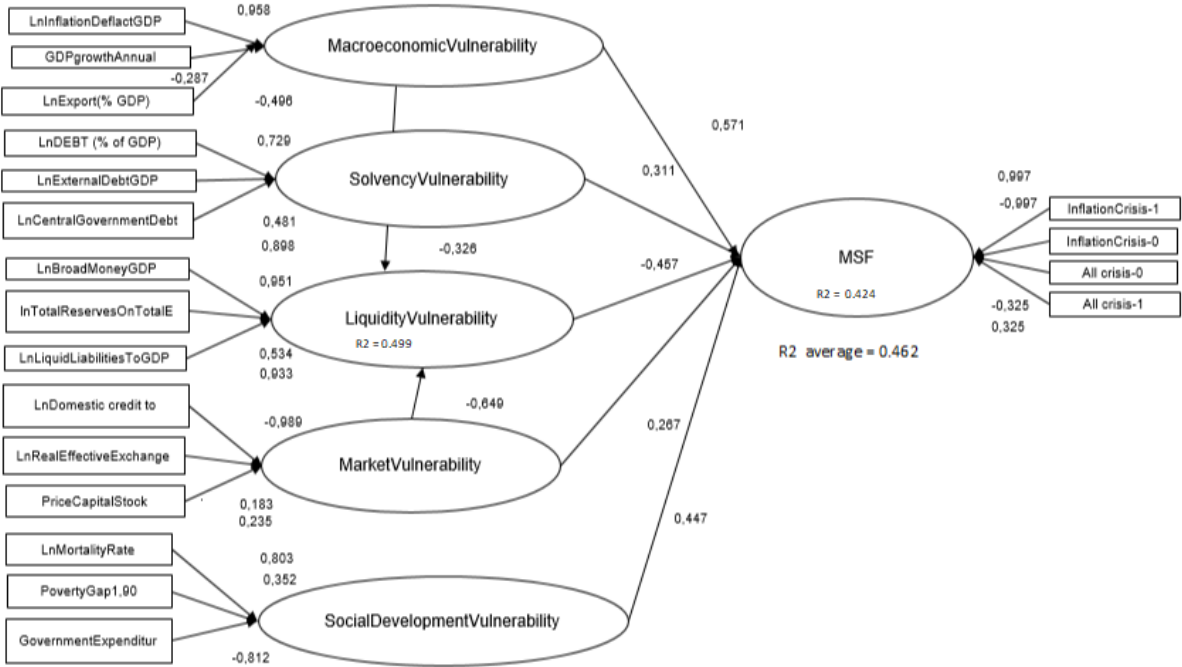 LnInflationDeflactGDP
GDPgrowthAnnual
LnExport(% GDP)
0,958
-0,287
-0,496
MacroeconomicVulnerability
LnDEBT (% of GDP)
LnExternalDebtGDP
LnCentralGovernmentDebt
0,729
0,481
SolvencyVulnerability
-0,326
LnBroadMoneyGDP
lnTotalReservesOnTotalE
LnLiquidLiabilitiesToGDP
0,898
0,951
0,534
0,933
LiquidityVulnerability
R2 = 0.499
-0,649
LnDomestic credit to
LnRealEffectiveExchange
PriceCapitalStock
-0,989
0,183
0,235
MarketVulnerability
LnMortalityRate
PovertyGap1,90
GovernmentExpenditur
0,803
0,352
-0,812
SocialDevelopmentVulnerability
0,571
0,311
-0,457
0,267
0,447
MSF
R2 = 0.424
R2 average = 0.462
0,997
-0,997
InflationCrisis-1
InflationCrisis-0
All crisis-0
All crisis-1
-0,325
0,325